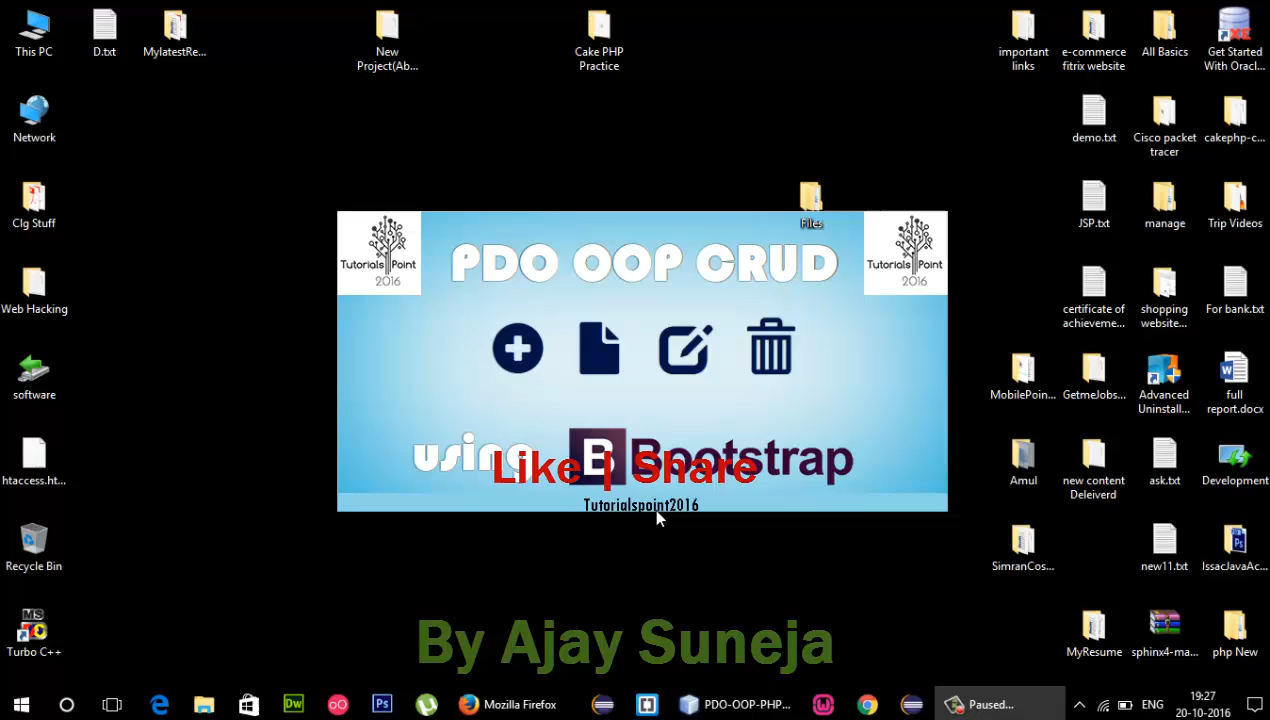 This PC
D.txt
MylatestRe...
New
Project(Ab...
Cake PHP
Practice
important
links
e-commerce
fitrix website
All Basics
Get Started
With Oracl...
Network
demo.txt
Cisco packet
tracer
cakephp-c...
Clg Stuff
Files
JSP.txt
manage
Trip Videos
Tutorials Point
2016
PDO OOP CRUD
Tutorials Point
2016
Web Hacking
certificate of
achieveme...
shopping
website...
For bank.txt
software
MobilePoin...
GetmeJobs...
Advanced
Uninstall...
full
report.docx
using B Bootstrap
Like | Share
Tutorialspoint2016
htaccess.ht...
Amul
new content
Deleiverd
ask.txt
Development
Recycle Bin
SimranCos...
new11.txt
IssacJavaAc...
MS
Turbo C++
By Ajay Suneja
MyResume
sphinx4-ma...
php New
Dw
Ps
Mozilla Firefox
PDO-OOP-PHP...
Paused...
ENG
19:27
20-10-2016